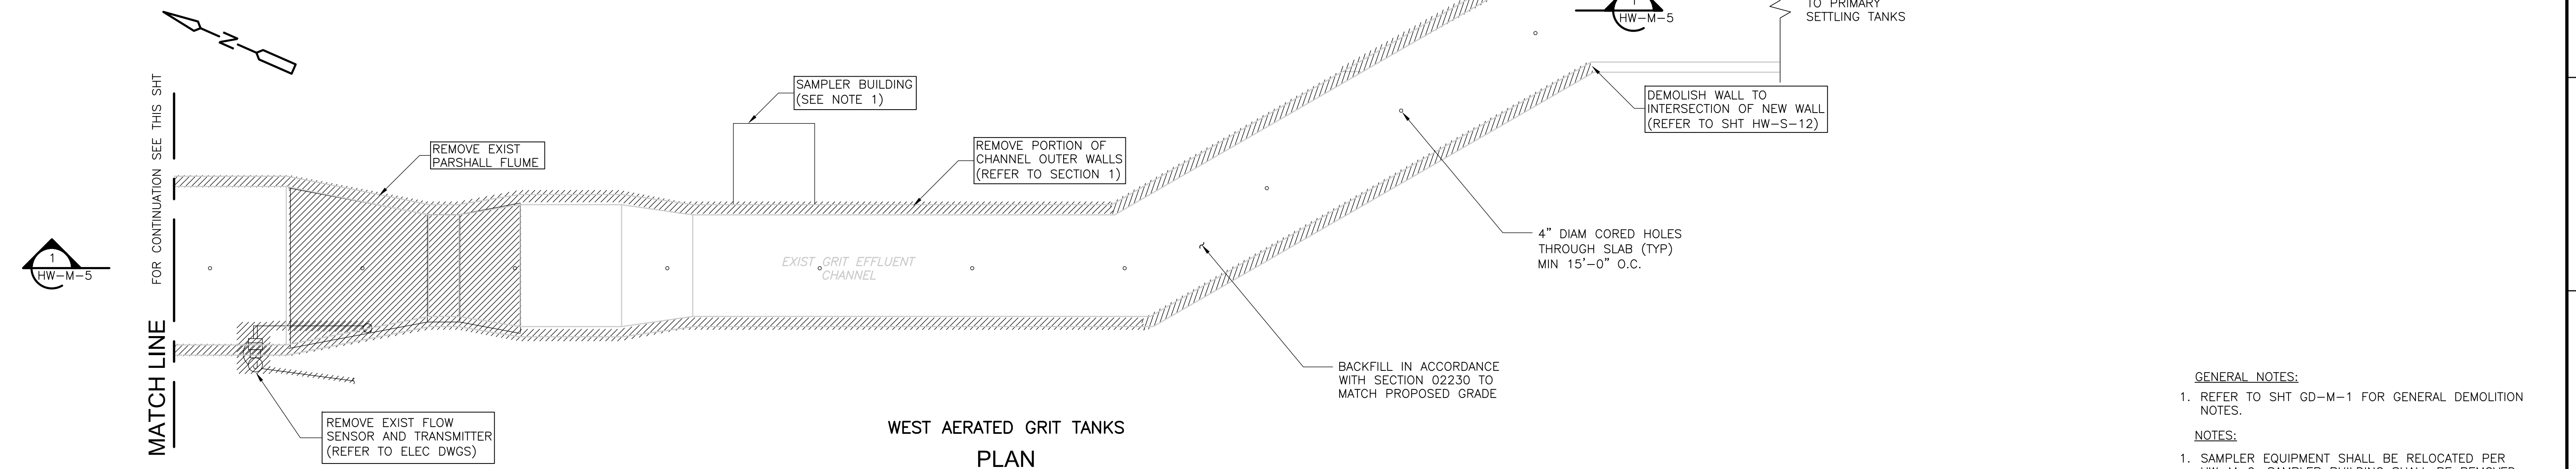 N
FOR CONTINUATION SEE THIS SHT
MATCH LINE
1
HW-M-5
REMOVE EXIST
PARSHALL FLUME
SAMPLER BUILDING
(SEE NOTE 1)
REMOVE PORTION OF
CHANNEL OUTER WALLS
(REFER TO SECTION 1)
EXIST GRIT EFFLUENT
CHANNEL
REMOVE EXIST FLOW
SENSOR AND TRANSMITTER
(REFER TO ELEC DWGS)
1
HW-M-5
TO PRIMARY
SETTLING TANKS
DEMOLISH WALL TO
INTERSECTION OF NEW WALL
(REFER TO SHT HW-S-12)
4" DIAM CORED HOLES
THROUGH SLAB (TYP)
MIN 15'-0" O.C.
BACKFILL IN ACCORDANCE
WITH SECTION 02230 TO
MATCH PROPOSED GRADE
WEST AERATED GRIT TANKS
PLAN
GENERAL NOTES:
1. REFER TO SHT GD-M-1 FOR GENERAL DEMOLITION
NOTES.
NOTES:
1. SAMPLER EQUIPMENT SHALL BE RELOCATED PER
SAMPLER BUILDING SHALL BE REMOVED